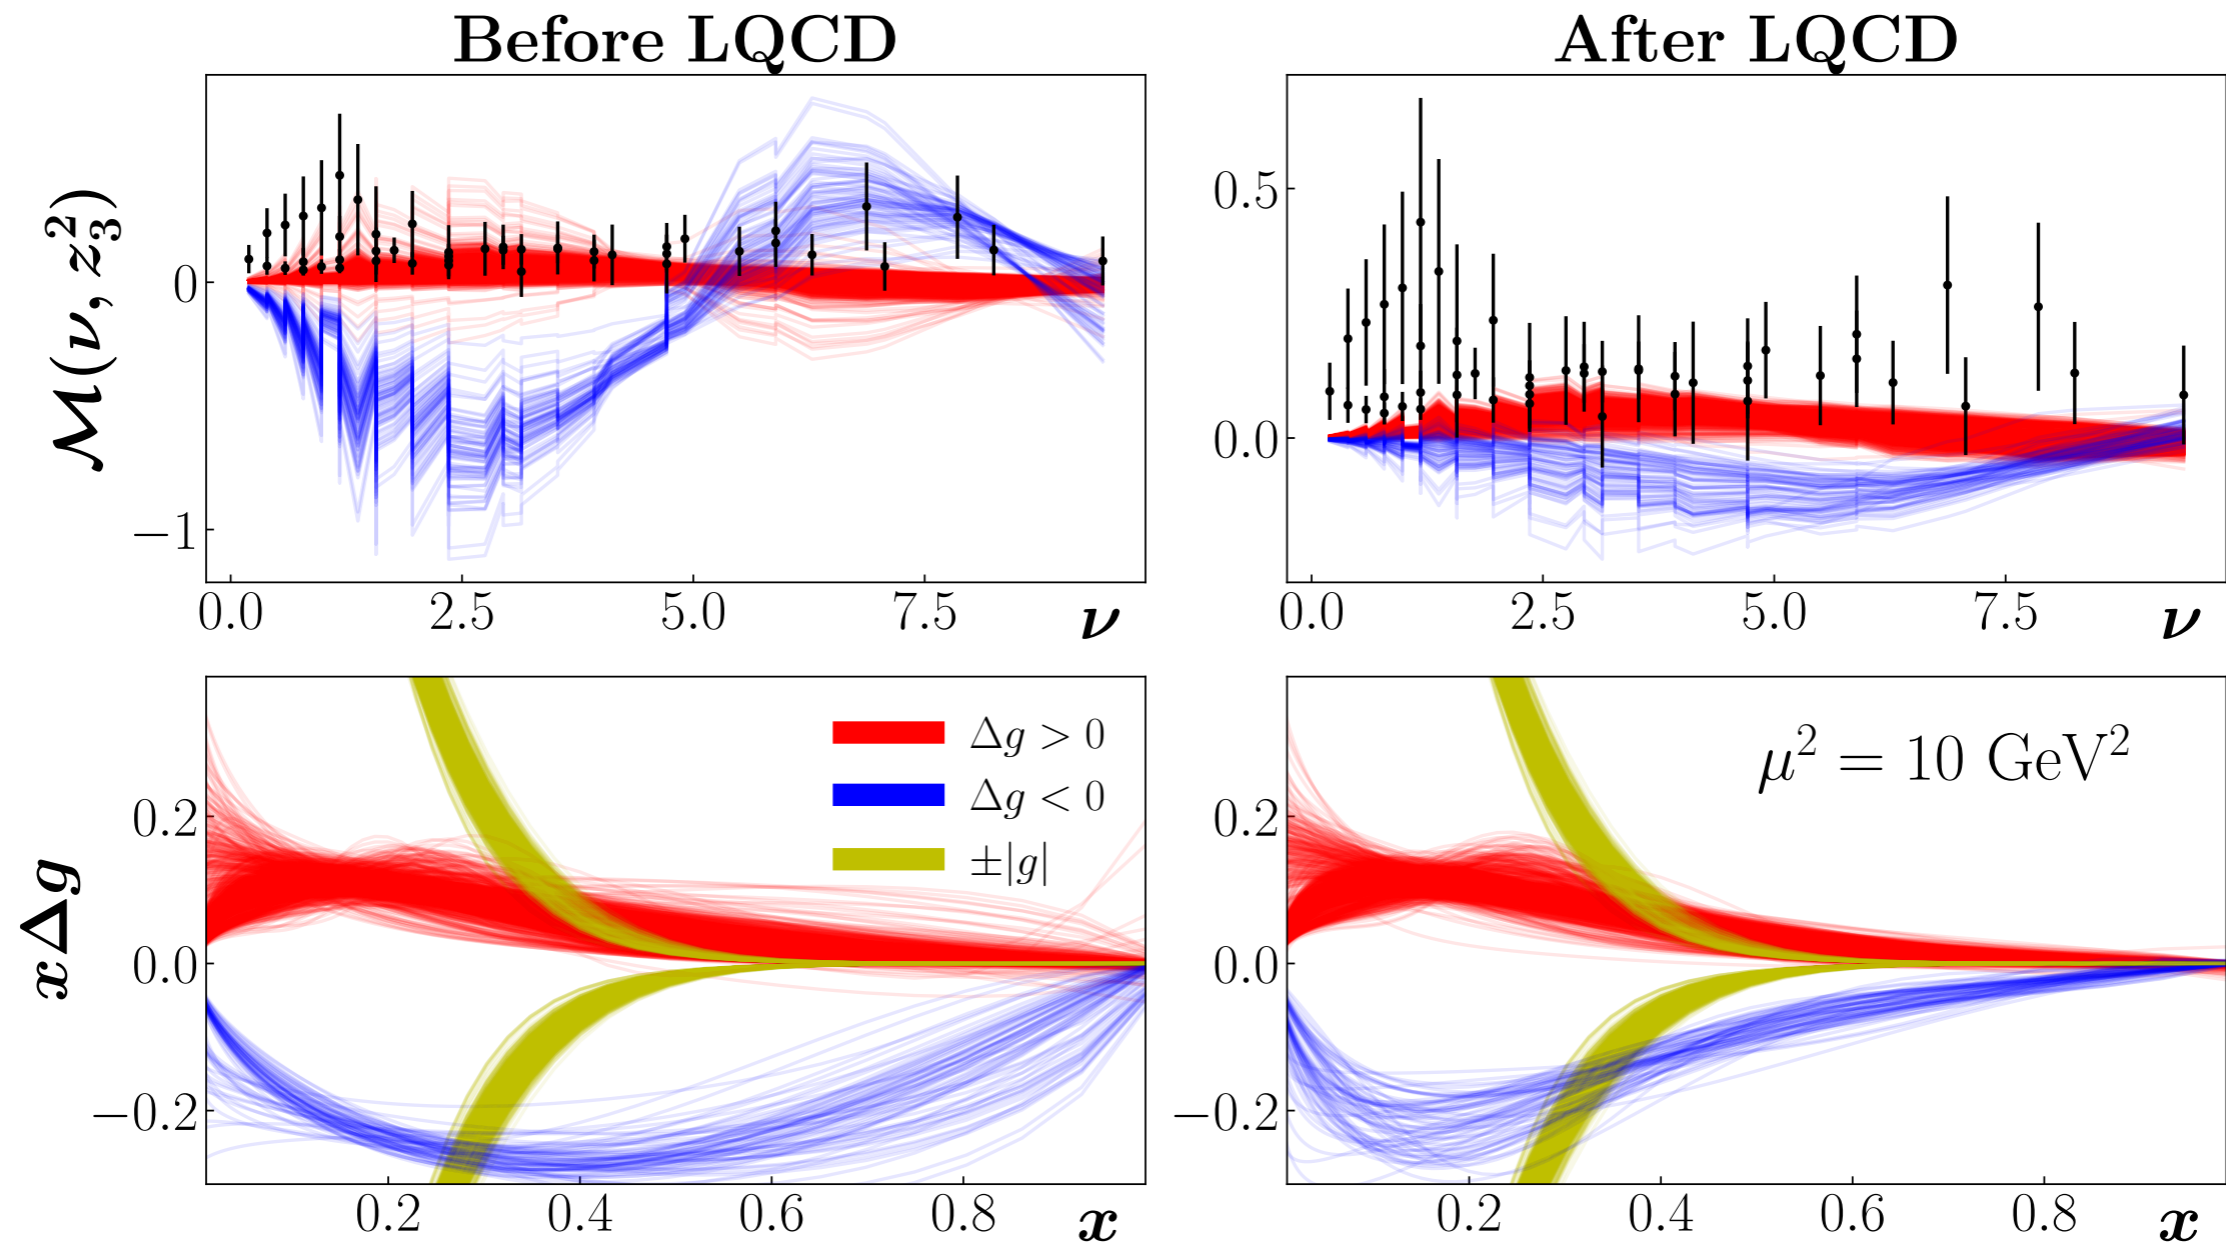 Before LQCD
After LQCD
𝓜(ν, z₃²)
0
−1
0.0 2.5 5.0 7.5 ν
0.5
0.0
0.0 2.5 5.0 7.5 ν
xΔg
0.2
0.0
−0.2
Δg > 0
Δg < 0
±|g|
0.2 0.4 0.6 0.8 x
μ² = 10 GeV²
0.2
0.0
−0.2
0.2 0.4 0.6 0.8 x